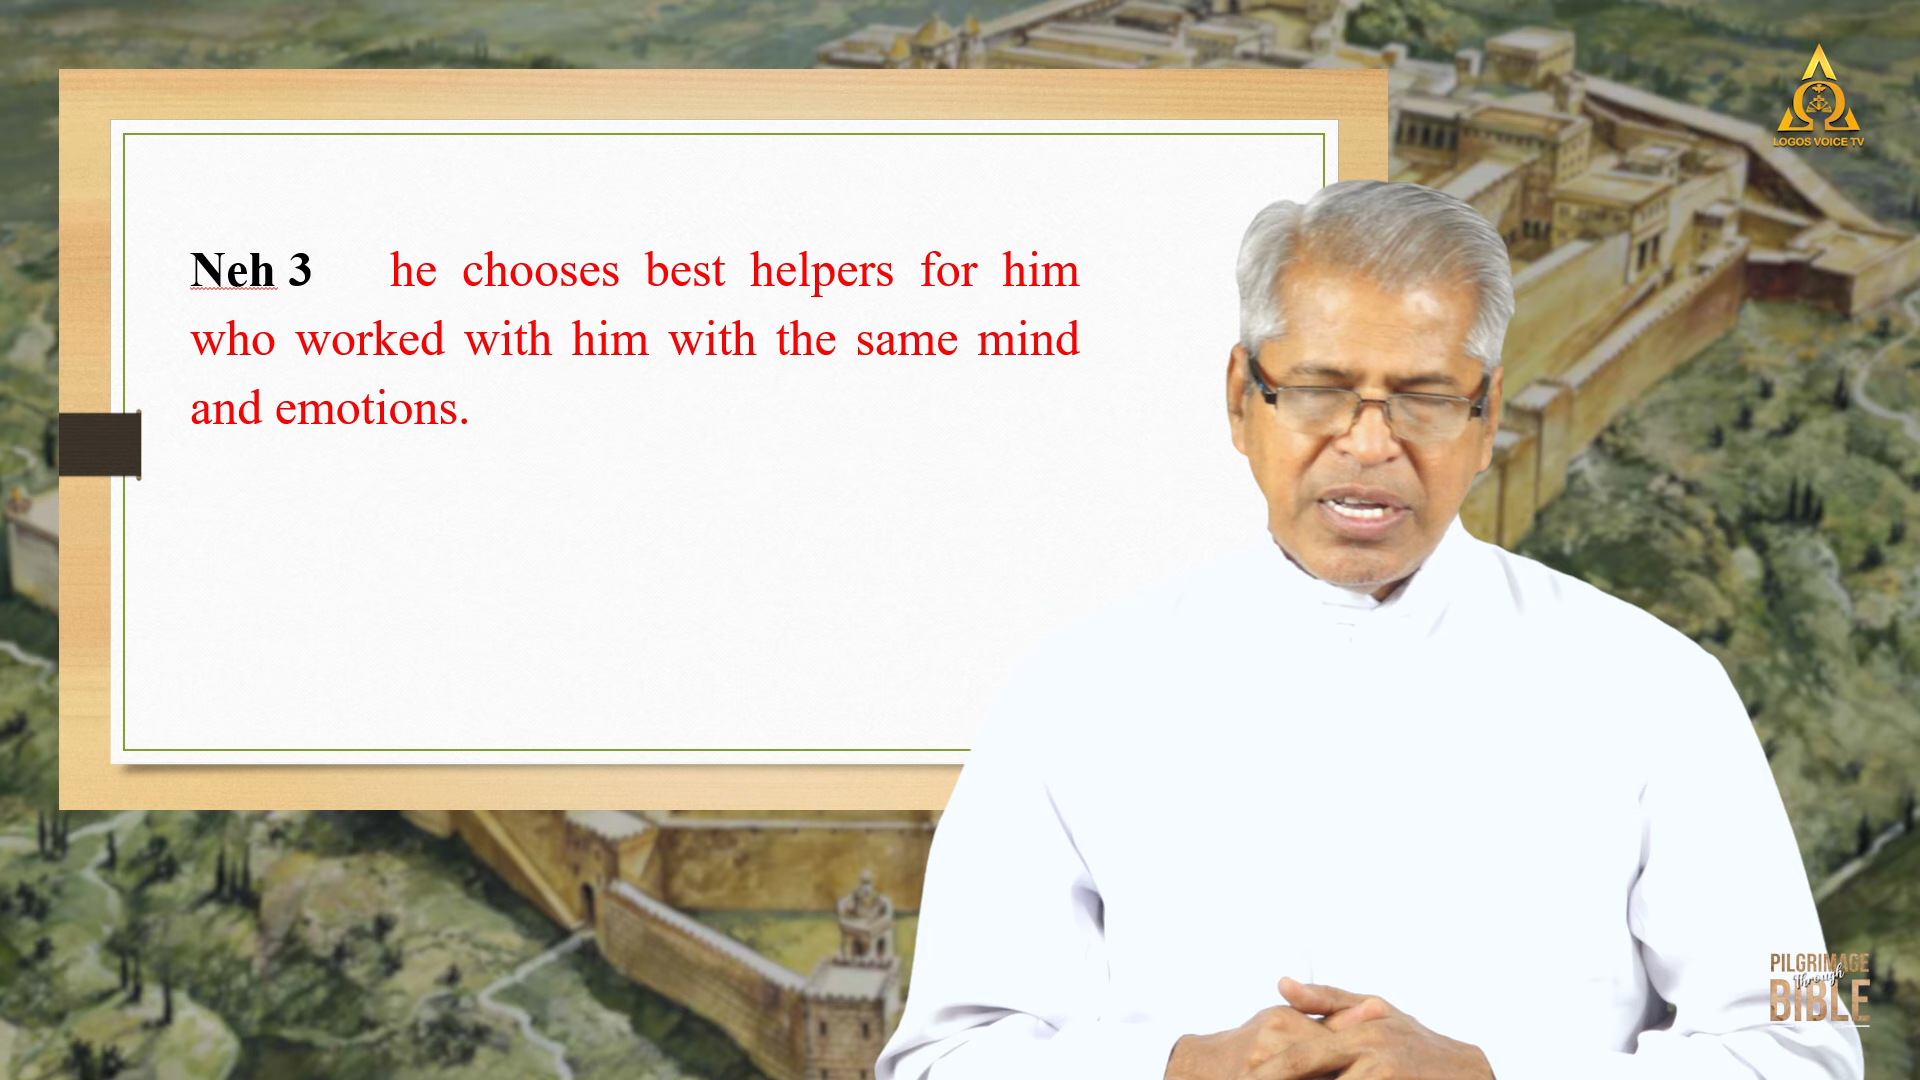 LOGOS VOICE TV
Neh 3 he chooses best helpers for him
who worked with him with the same mind
and emotions.
PILGRIMAGE
Through
BIBLE